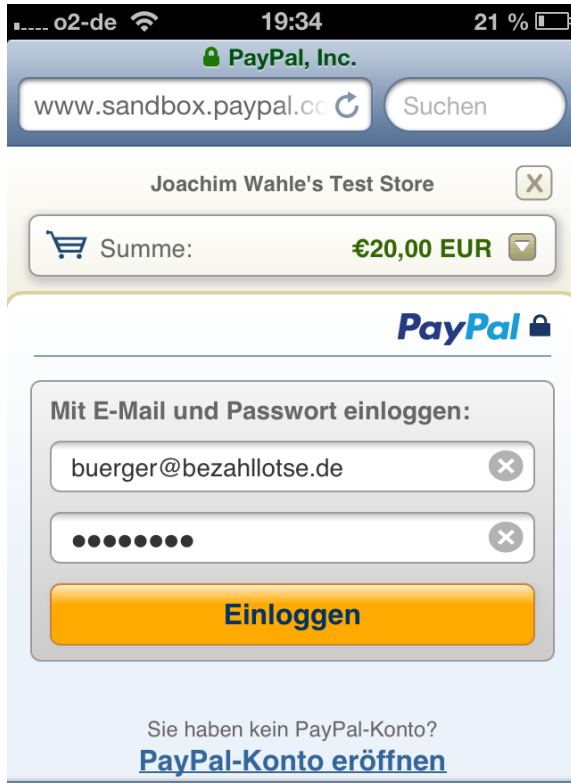 o2-de 19:34 21 %
PayPal, Inc.
www.sandbox.paypal.co Suchen
Joachim Wahle's Test Store X
Summe: €20,00 EUR
PayPal
Mit E-Mail und Passwort einloggen:
buerger@bezahllotse.de
●●●●●●●●
Einloggen
Sie haben kein PayPal-Konto?
PayPal-Konto eröffnen